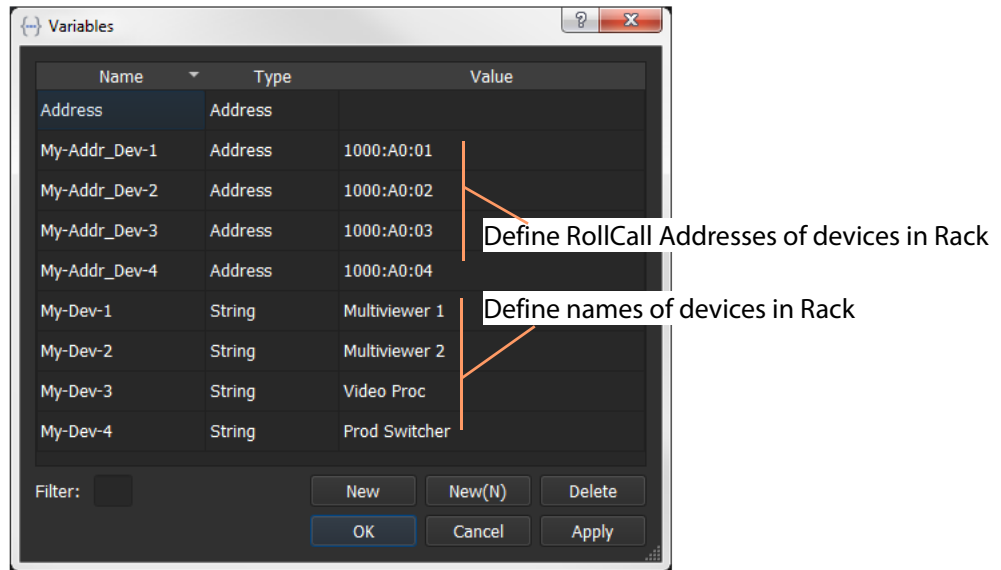 Variables
Name Type Value
Address Address
My-Addr_Dev-1 Address 1000:A0:01
My-Addr_Dev-2 Address 1000:A0:02
My-Addr_Dev-3 Address 1000:A0:03
Define RollCall Addresses of devices in Rack
My-Addr_Dev-4 Address 1000:A0:04
My-Dev-1 String Multiviewer 1
Define names of devices in Rack
My-Dev-2 String Multiviewer 2
My-Dev-3 String Video Proc
My-Dev-4 String Prod Switcher
Filter: New New(N) Delete
OK Cancel Apply